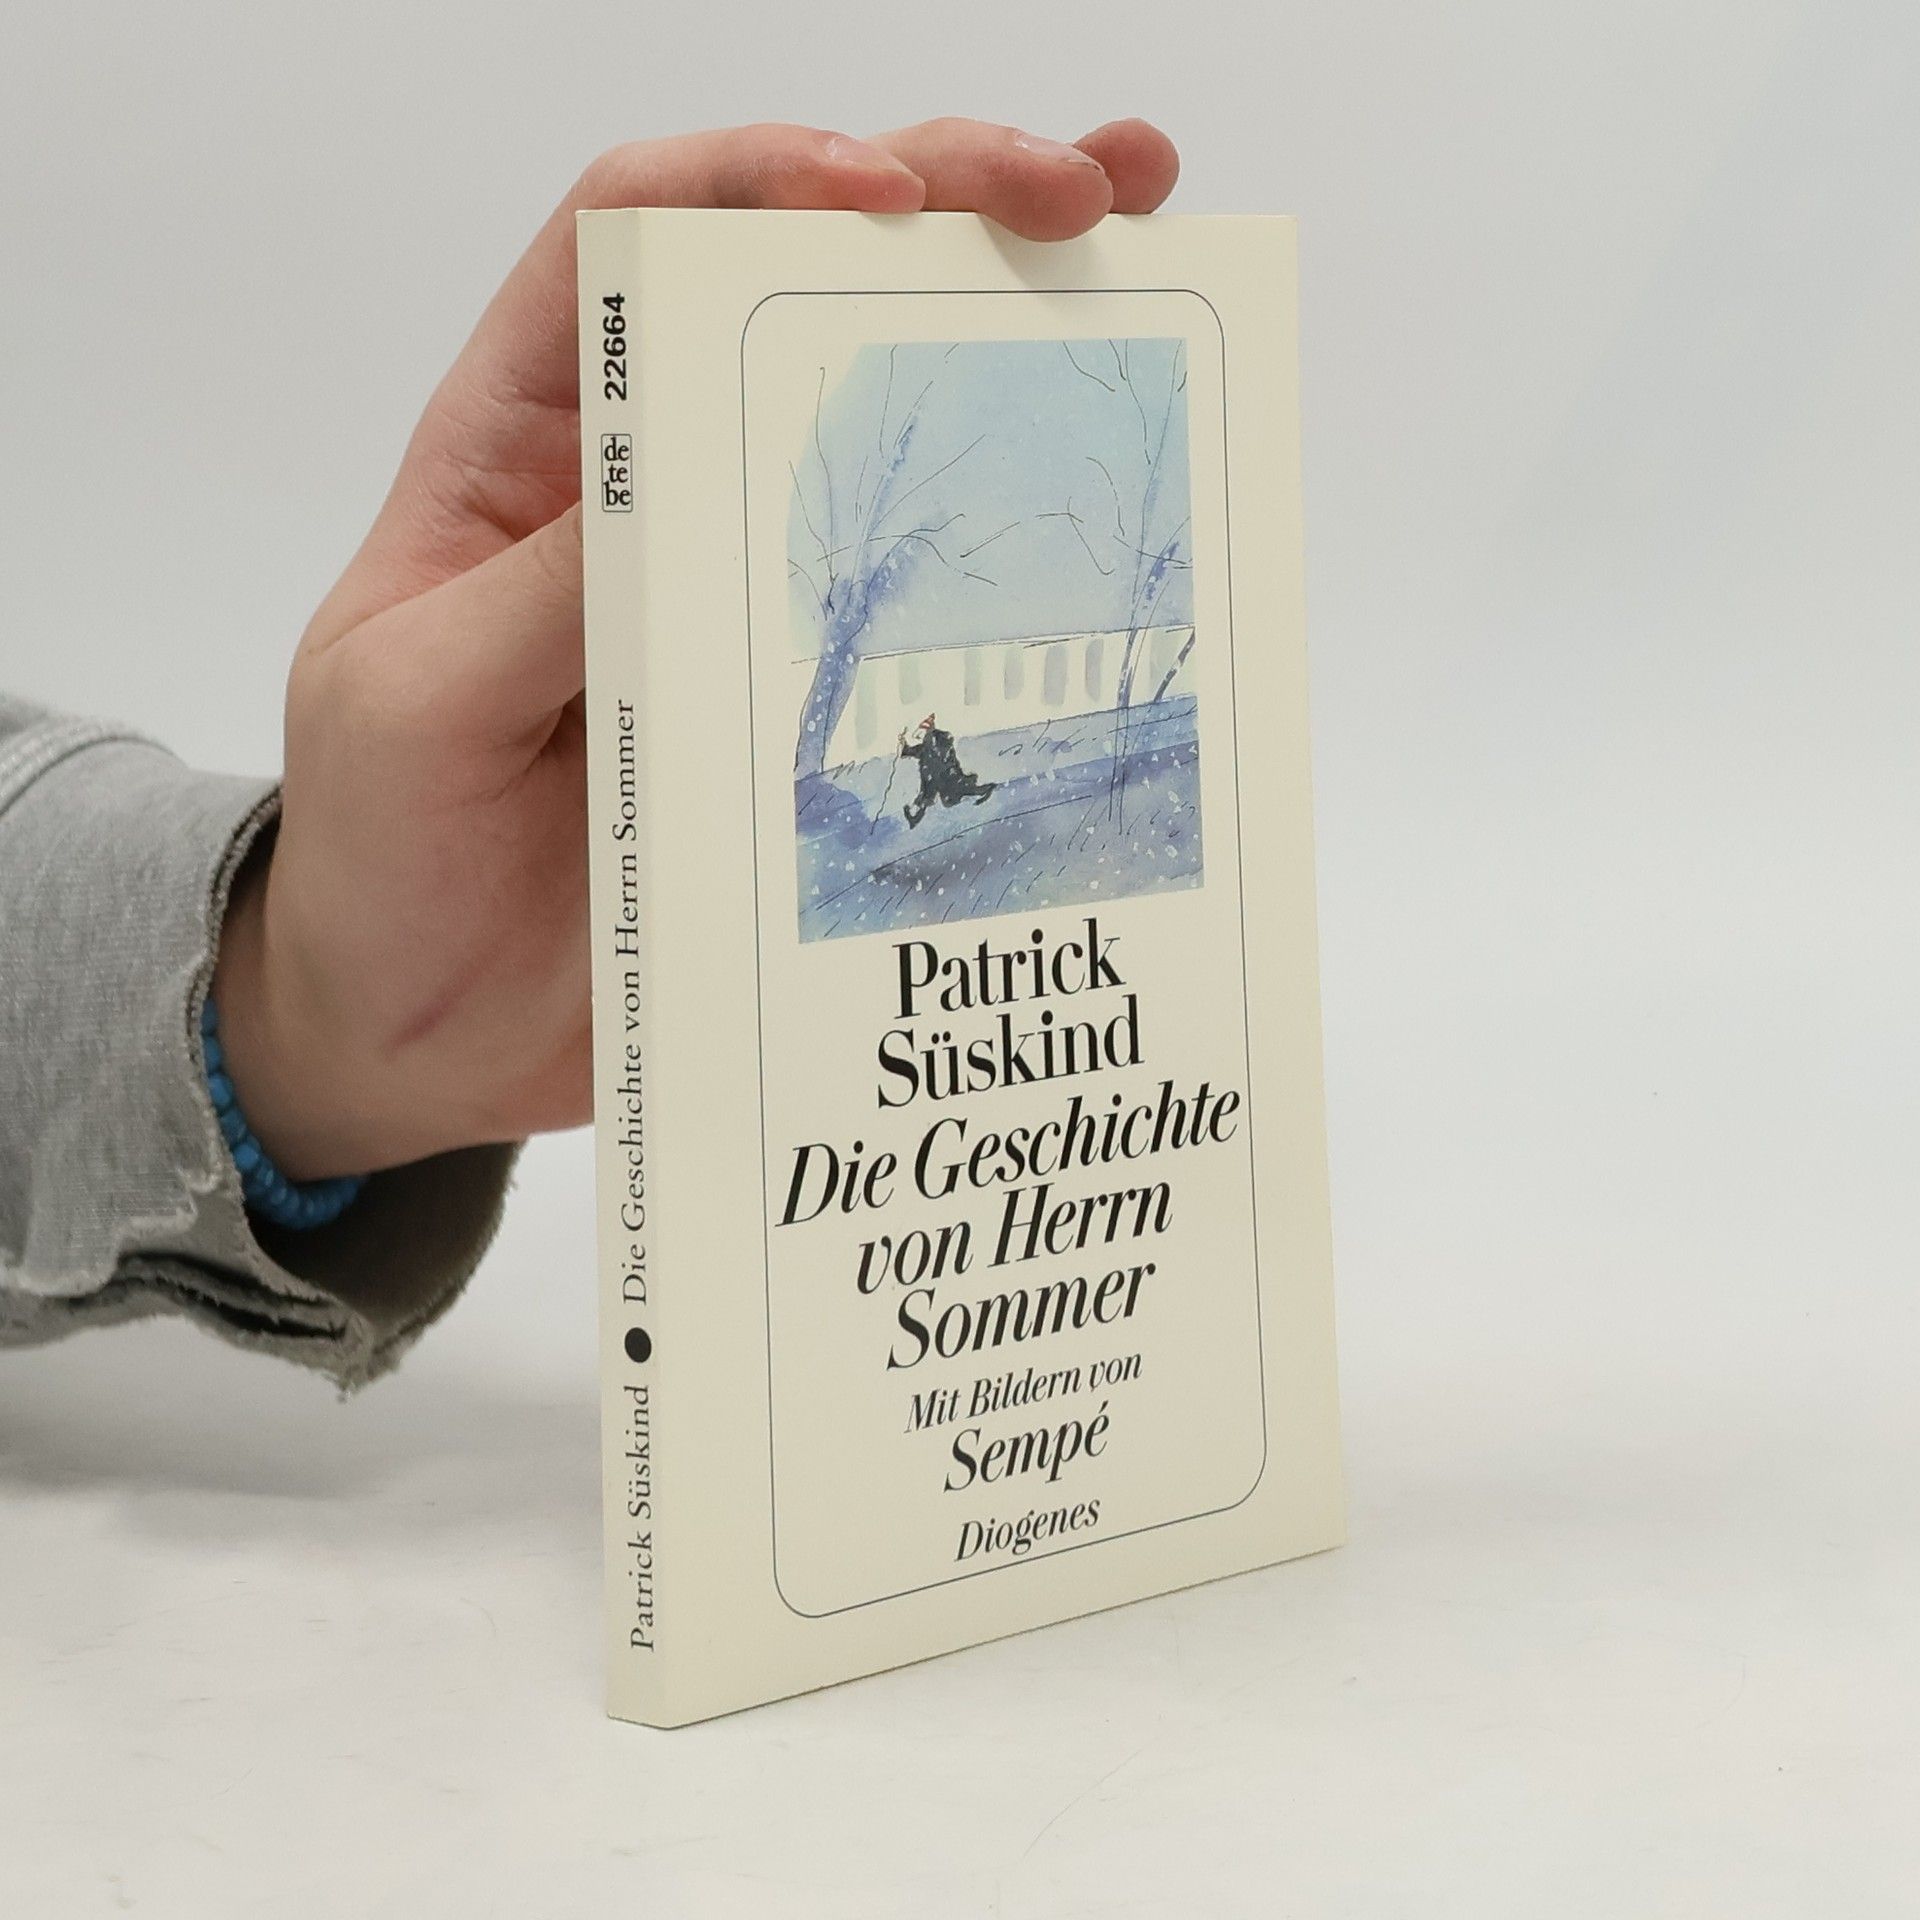 22664
de
te
be
Patrick Süskind ● Die Geschichte von Herrn Sommer
Patrick
Süskind
Die Geschichte
von Herrn
Sommer
Mit Bildern von
Sempé
Diogenes